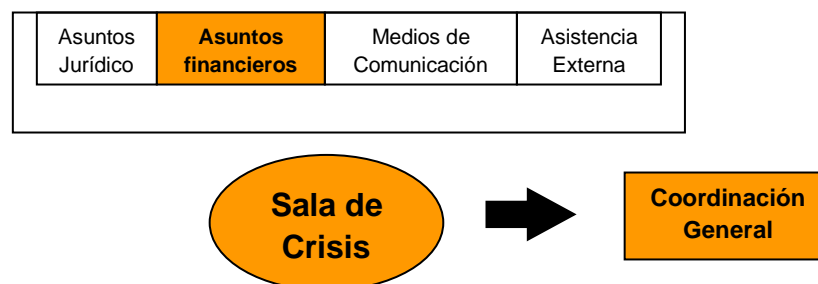 Asuntos
Jurídico
Asuntos
financieros
Medios de
Comunicación
Asistencia
Externa
Sala de
Crisis
Coordinación
General